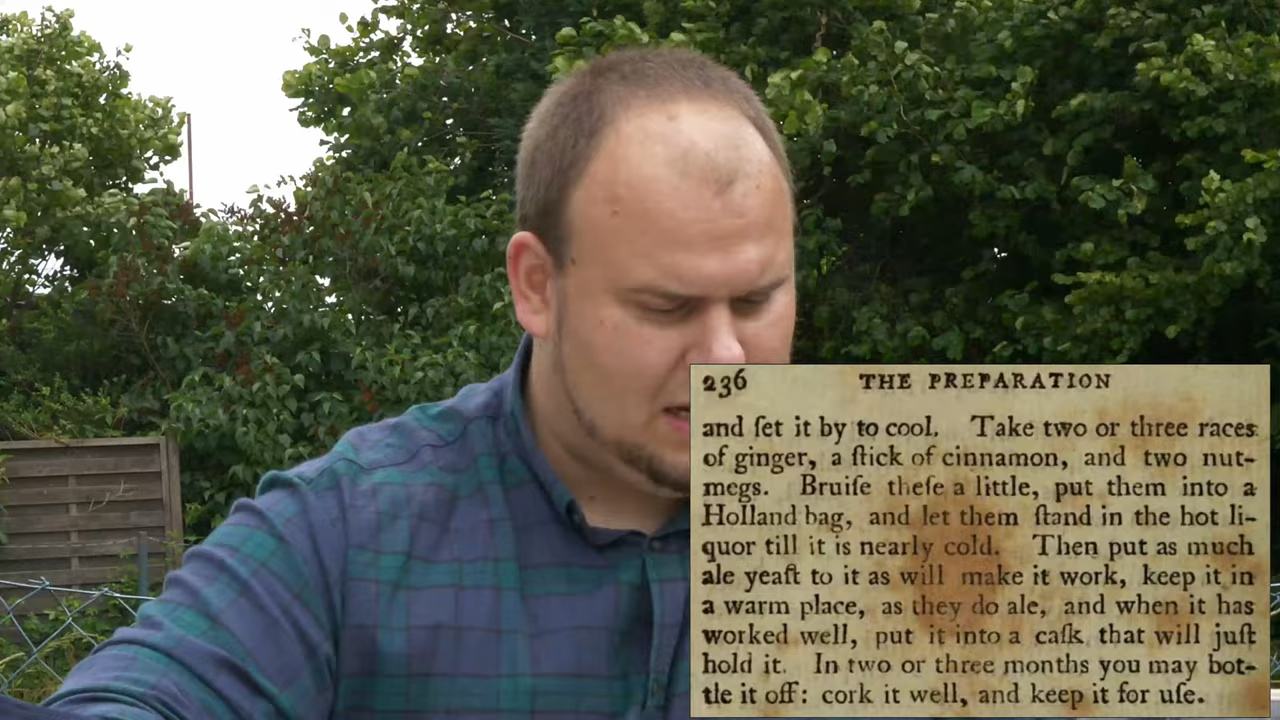 236 THE PREPARATION
and ſet it by to cool. Take two or three races
of ginger, a ſtick of cinnamon, and two nut-
megs. Bruiſe theſe a little, put them into a
Holland bag, and let them ſtand in the hot li-
quor till it is nearly cold. Then put as much
ale yeaſt to it as will make it work, keep it in
a warm place, as they do ale, and when it has
worked well, put it into a caſk that will juſt
hold it. In two or three months you may bot-
tle it off: cork it well, and keep it for uſe.